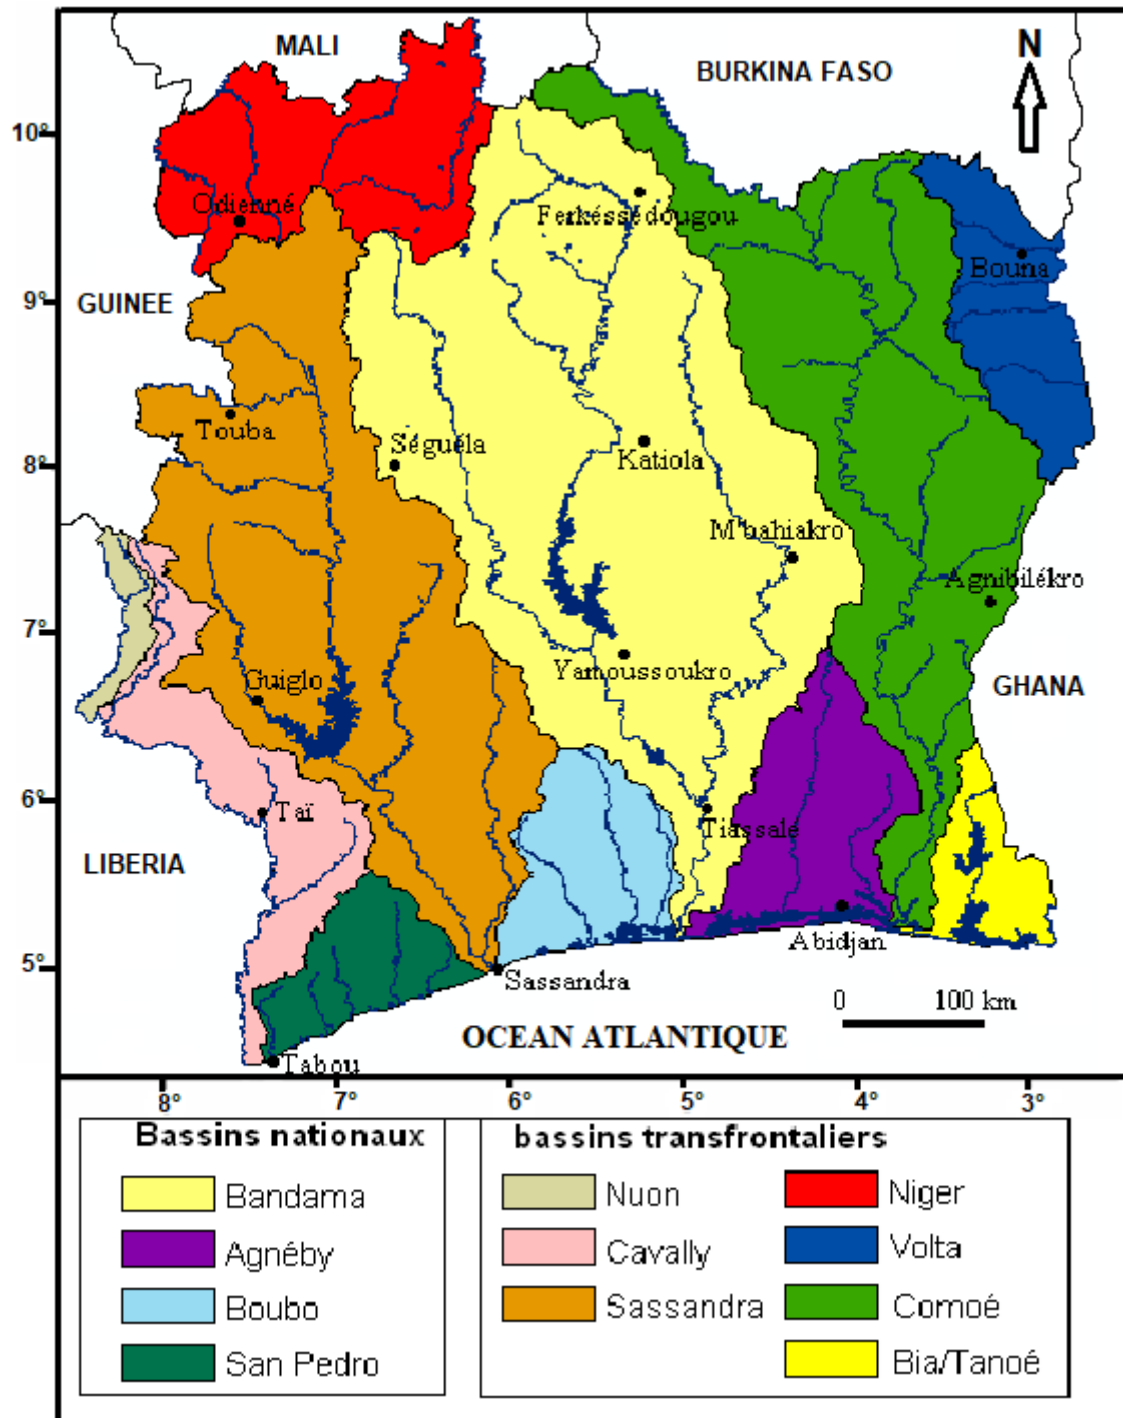 MALI
N
BURKINA FASO
10°
Odienné
Ferkéssédougou
Bouna
GUINEE
9°
Touba
Séguéla
Katiola
8°
M'bahiakro
Agnibilékro
7°
Guiglo
Yamoussoukro
GHANA
6°
Taï
Tiassalé
LIBERIA
Abidjan
5°
Sassandra
0 100 km
OCEAN ATLANTIQUE
Tabou
8° 7° 6° 5° 4° 3°
Bassins nationaux
Bandama
Agnéby
Boubo
San Pedro
bassins transfrontaliers
Nuon
Cavally
Sassandra
Niger
Volta
Comoé
Bia/Tanoé